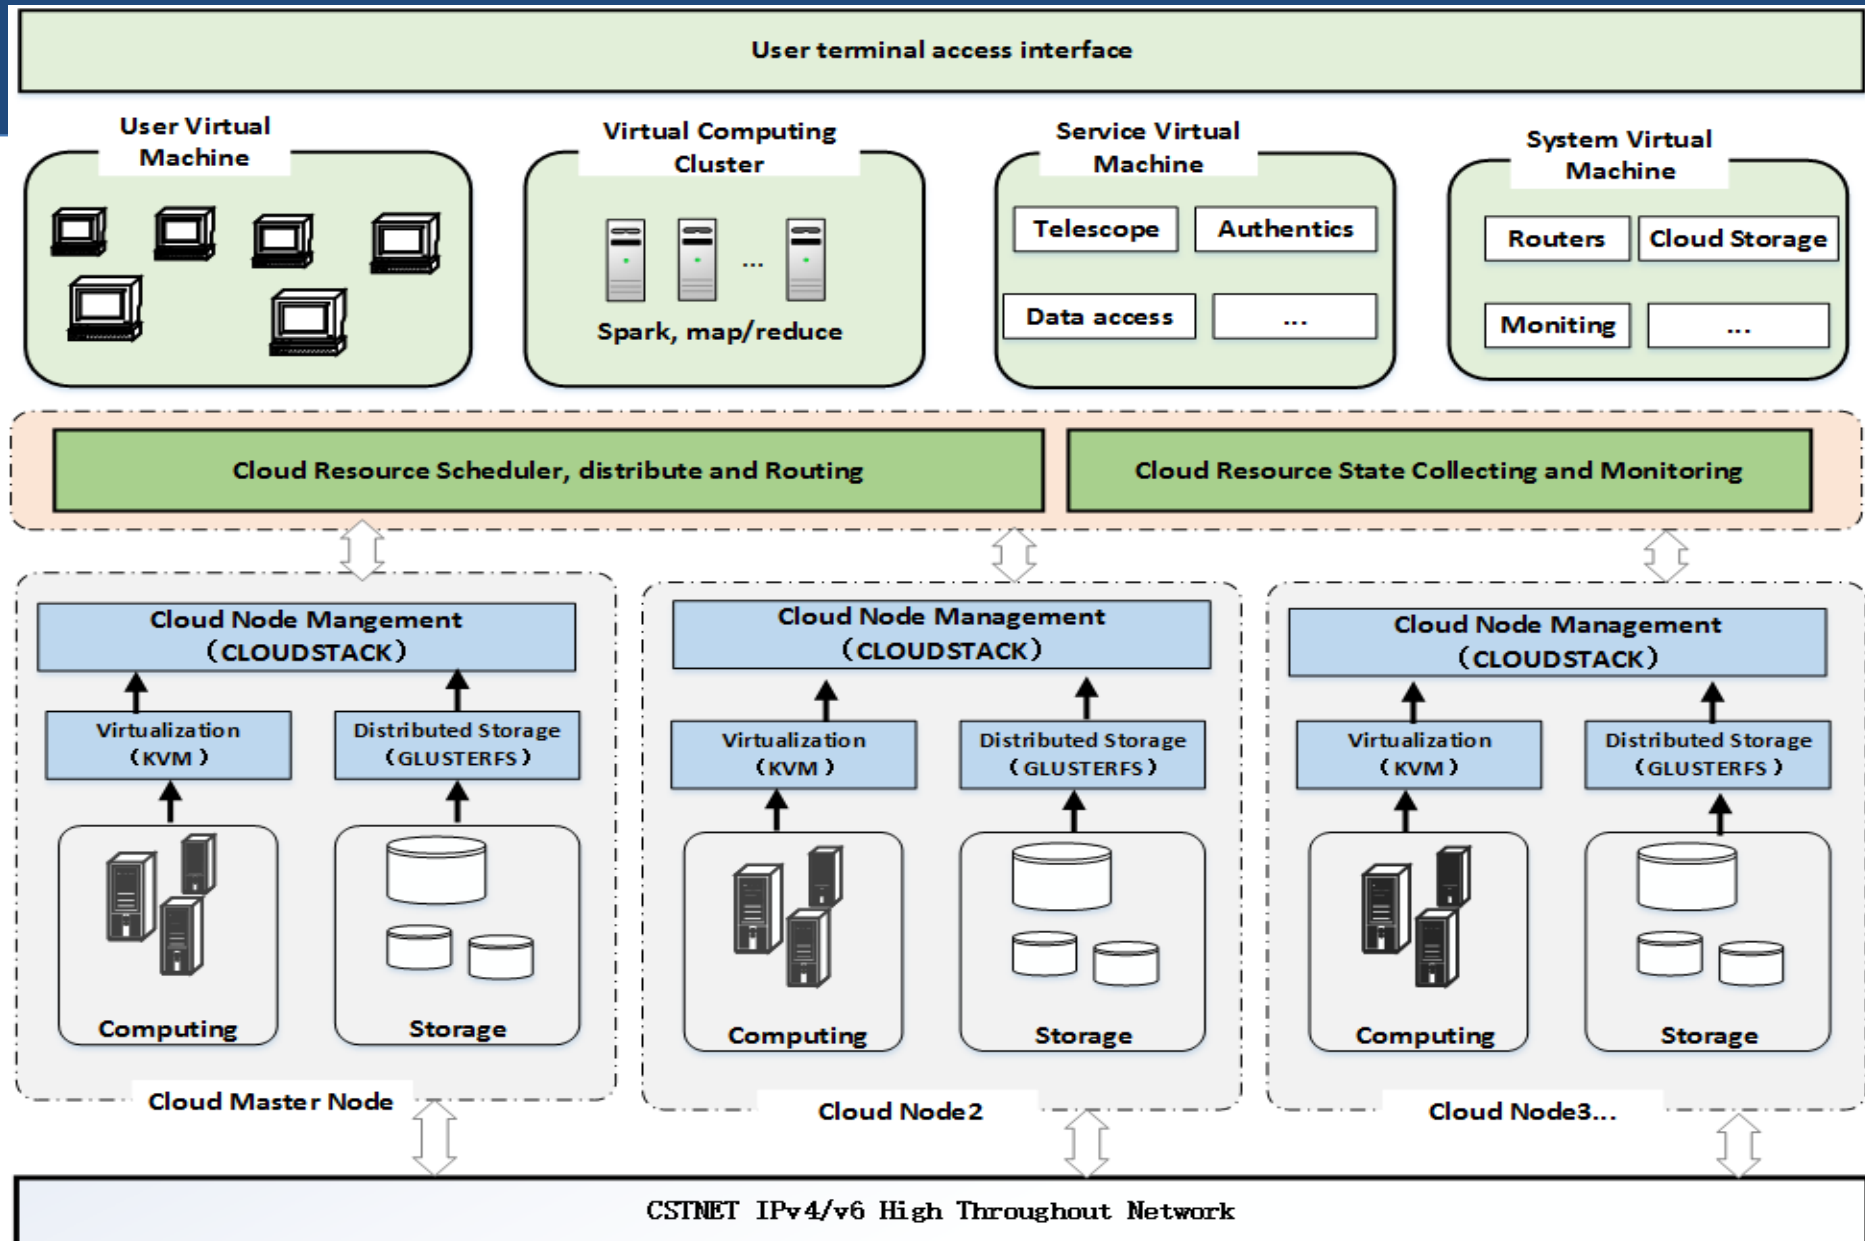 User terminal access interface
User Virtual
Machine
Virtual Computing
Cluster
Service Virtual
Machine
System Virtual
Machine
...
Spark, map/reduce
Telescope
Authentics
Data access
...
Routers
Cloud Storage
Moniting
...
Cloud Resource Scheduler, distribute and Routing
Cloud Resource State Collecting and Monitoring
Cloud Node Mangement
(CLOUDSTACK)
Virtualization
(KVM)
Distributed Storage
(GLUSTERFS)
Computing
Storage
Cloud Master Node
Cloud Node Management
(CLOUDSTACK)
Virtualization
(KVM)
Distributed Storage
(GLUSTERFS)
Computing
Storage
Cloud Node2
Cloud Node Management
(CLOUDSTACK)
Virtualization
(KVM)
Distributed Storage
(GLUSTERFS)
Computing
Storage
Cloud Node3...
CSTNET IPv4/v6 High Throughout Network